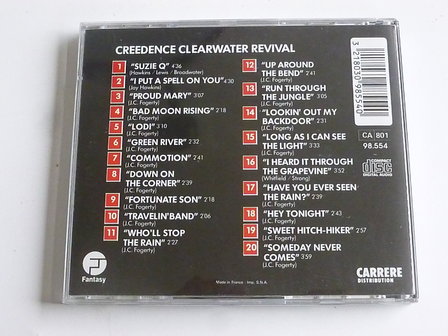 CREEDENCE CLEARWATER REVIVAL
1 "SUZIE Q" 4'36
(Hawkins / Lewis / Broadwater)
2 "I PUT A SPELL ON YOU" 4'30
(Jay Hawkins)
3 "PROUD MARY" 3'07
(J.C. Fogerty)
4 "BAD MOON RISING" 2'18
(J.C. Fogerty)
5 "LODI" 3'10
(J.C. Fogerty)
6 "GREEN RIVER" 2'32
(J.C. Fogerty)
7 "COMMOTION" 2'41
(J.C. Fogerty)
8 "DOWN ON
THE CORNER" 2'39
(J.C. Fogerty)
9 "FORTUNATE SON" 2'18
(J.C. Fogerty)
10 "TRAVELIN'BAND" 2'06
(J.C. Fogerty)
11 "WHO'LL STOP
THE RAIN" 2'27
(J.C. Fogerty)
12 "UP AROUND
THE BEND" 2'41
(J.C. Fogerty)
13 "RUN THROUGH
THE JUNGLE" 3'05
(J.C. Fogerty)
14 "LOOKIN' OUT MY
BACKDOOR" 2'31
(J.C. Fogerty)
15 "LONG AS I CAN SEE
THE LIGHT" 3'33
(J.C. Fogerty)
16 "I HEARD IT THROUGH
THE GRAPEVINE" 3'52
(Whitfield / Strong)
17 "HAVE YOU EVER SEEN
THE RAIN?" 2'39
(J.C. Fogerty)
18 "HEY TONIGHT" 2'43
(J.C. Fogerty)
19 "SWEET HITCH-HIKER" 2'57
(J.C. Fogerty)
20 "SOMEDAY NEVER
COMES" 3'59
(J.C. Fogerty)
3 218030 985540
CA 801
98.554
COMPACT
disc
DIGITAL AUDIO
Fantasy
Made in France - Imp. S.N.A.
CARRERE
DISTRIBUTION